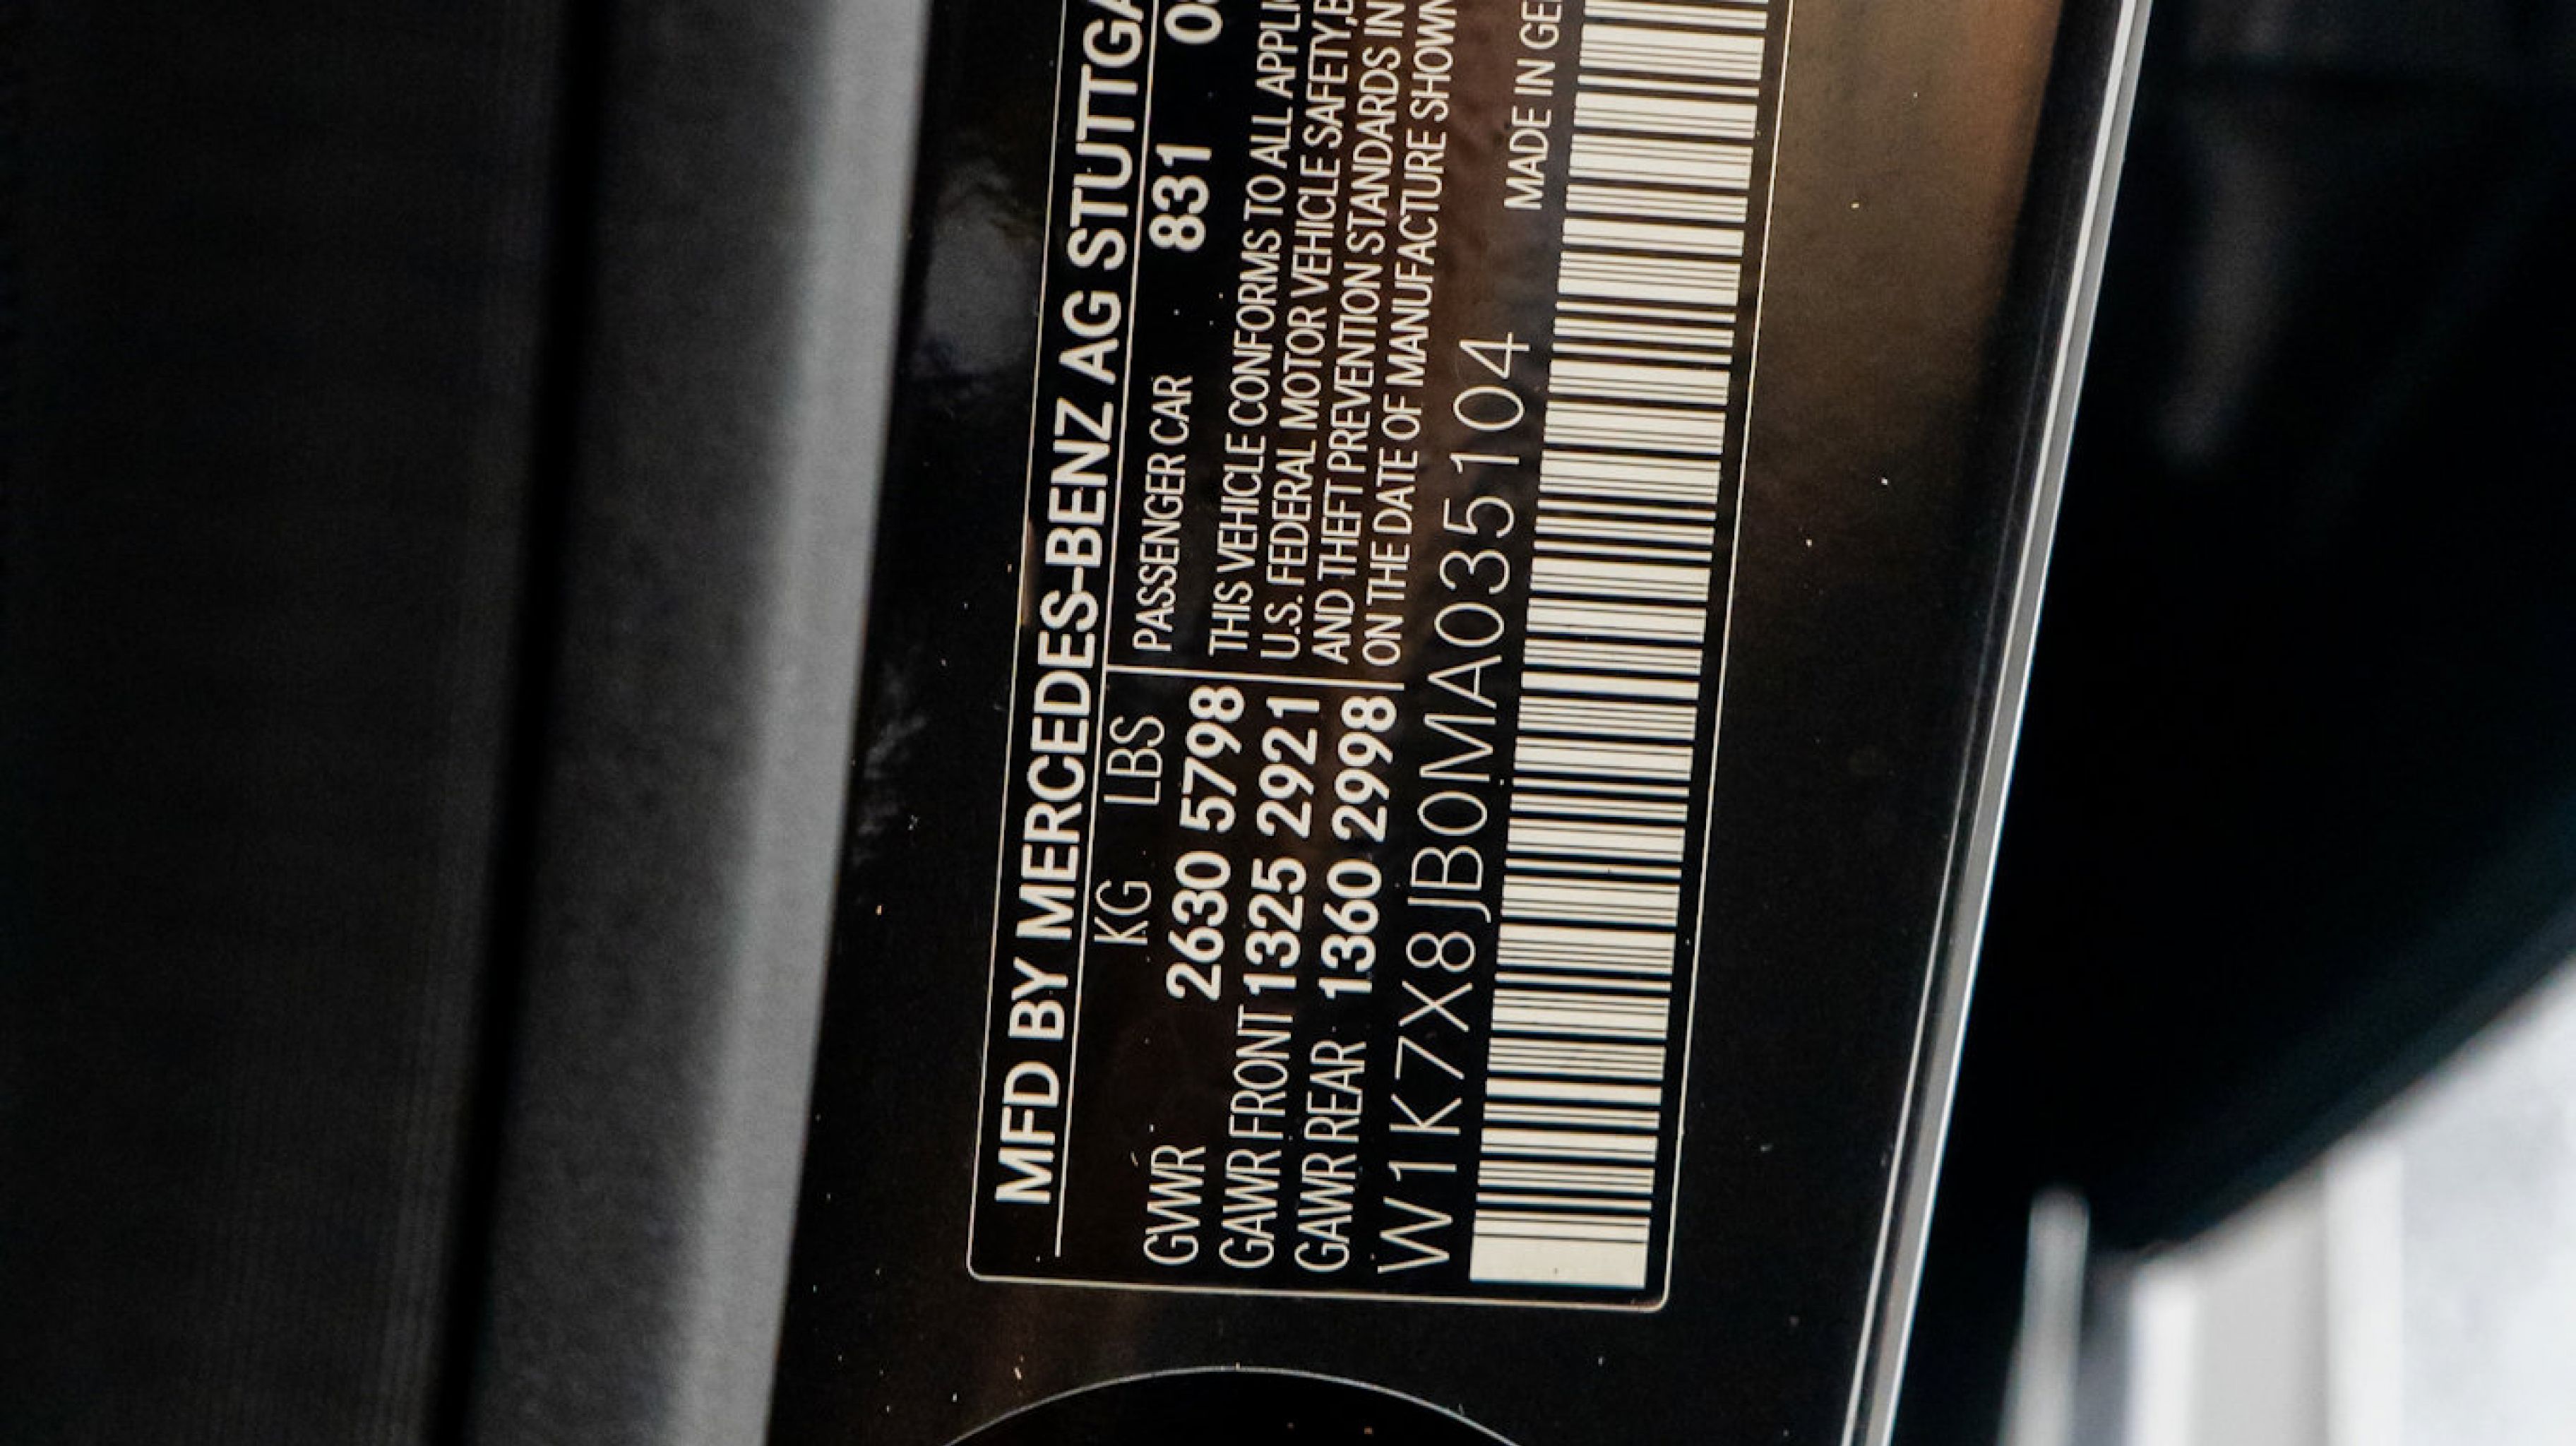 MFD BY MERCEDES-BENZ AG STUTTGA
KG LBS
GVWR 2630 5798
GAWR FRONT 1325 2921
GAWR REAR 1360 2998
PASSENGER CAR 831 0
THIS VEHICLE CONFORMS TO ALL APPLI
U.S. FEDERAL MOTOR VEHICLE SAFETY, B
AND THEFT PREVENTION STANDARDS IN
ON THE DATE OF MANUFACTURE SHOWN
W1K7X8JB0MA035104
MADE IN GE